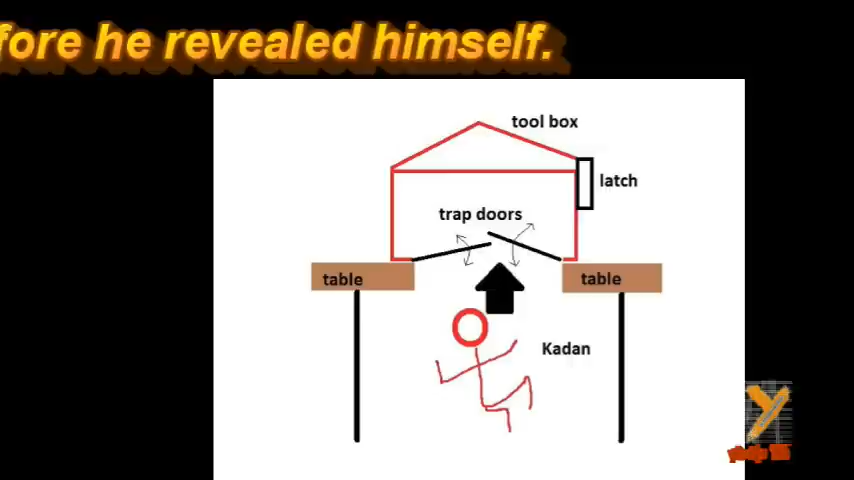 fore he revealed himself.
tool box
latch
trap doors
table
table
Kadan